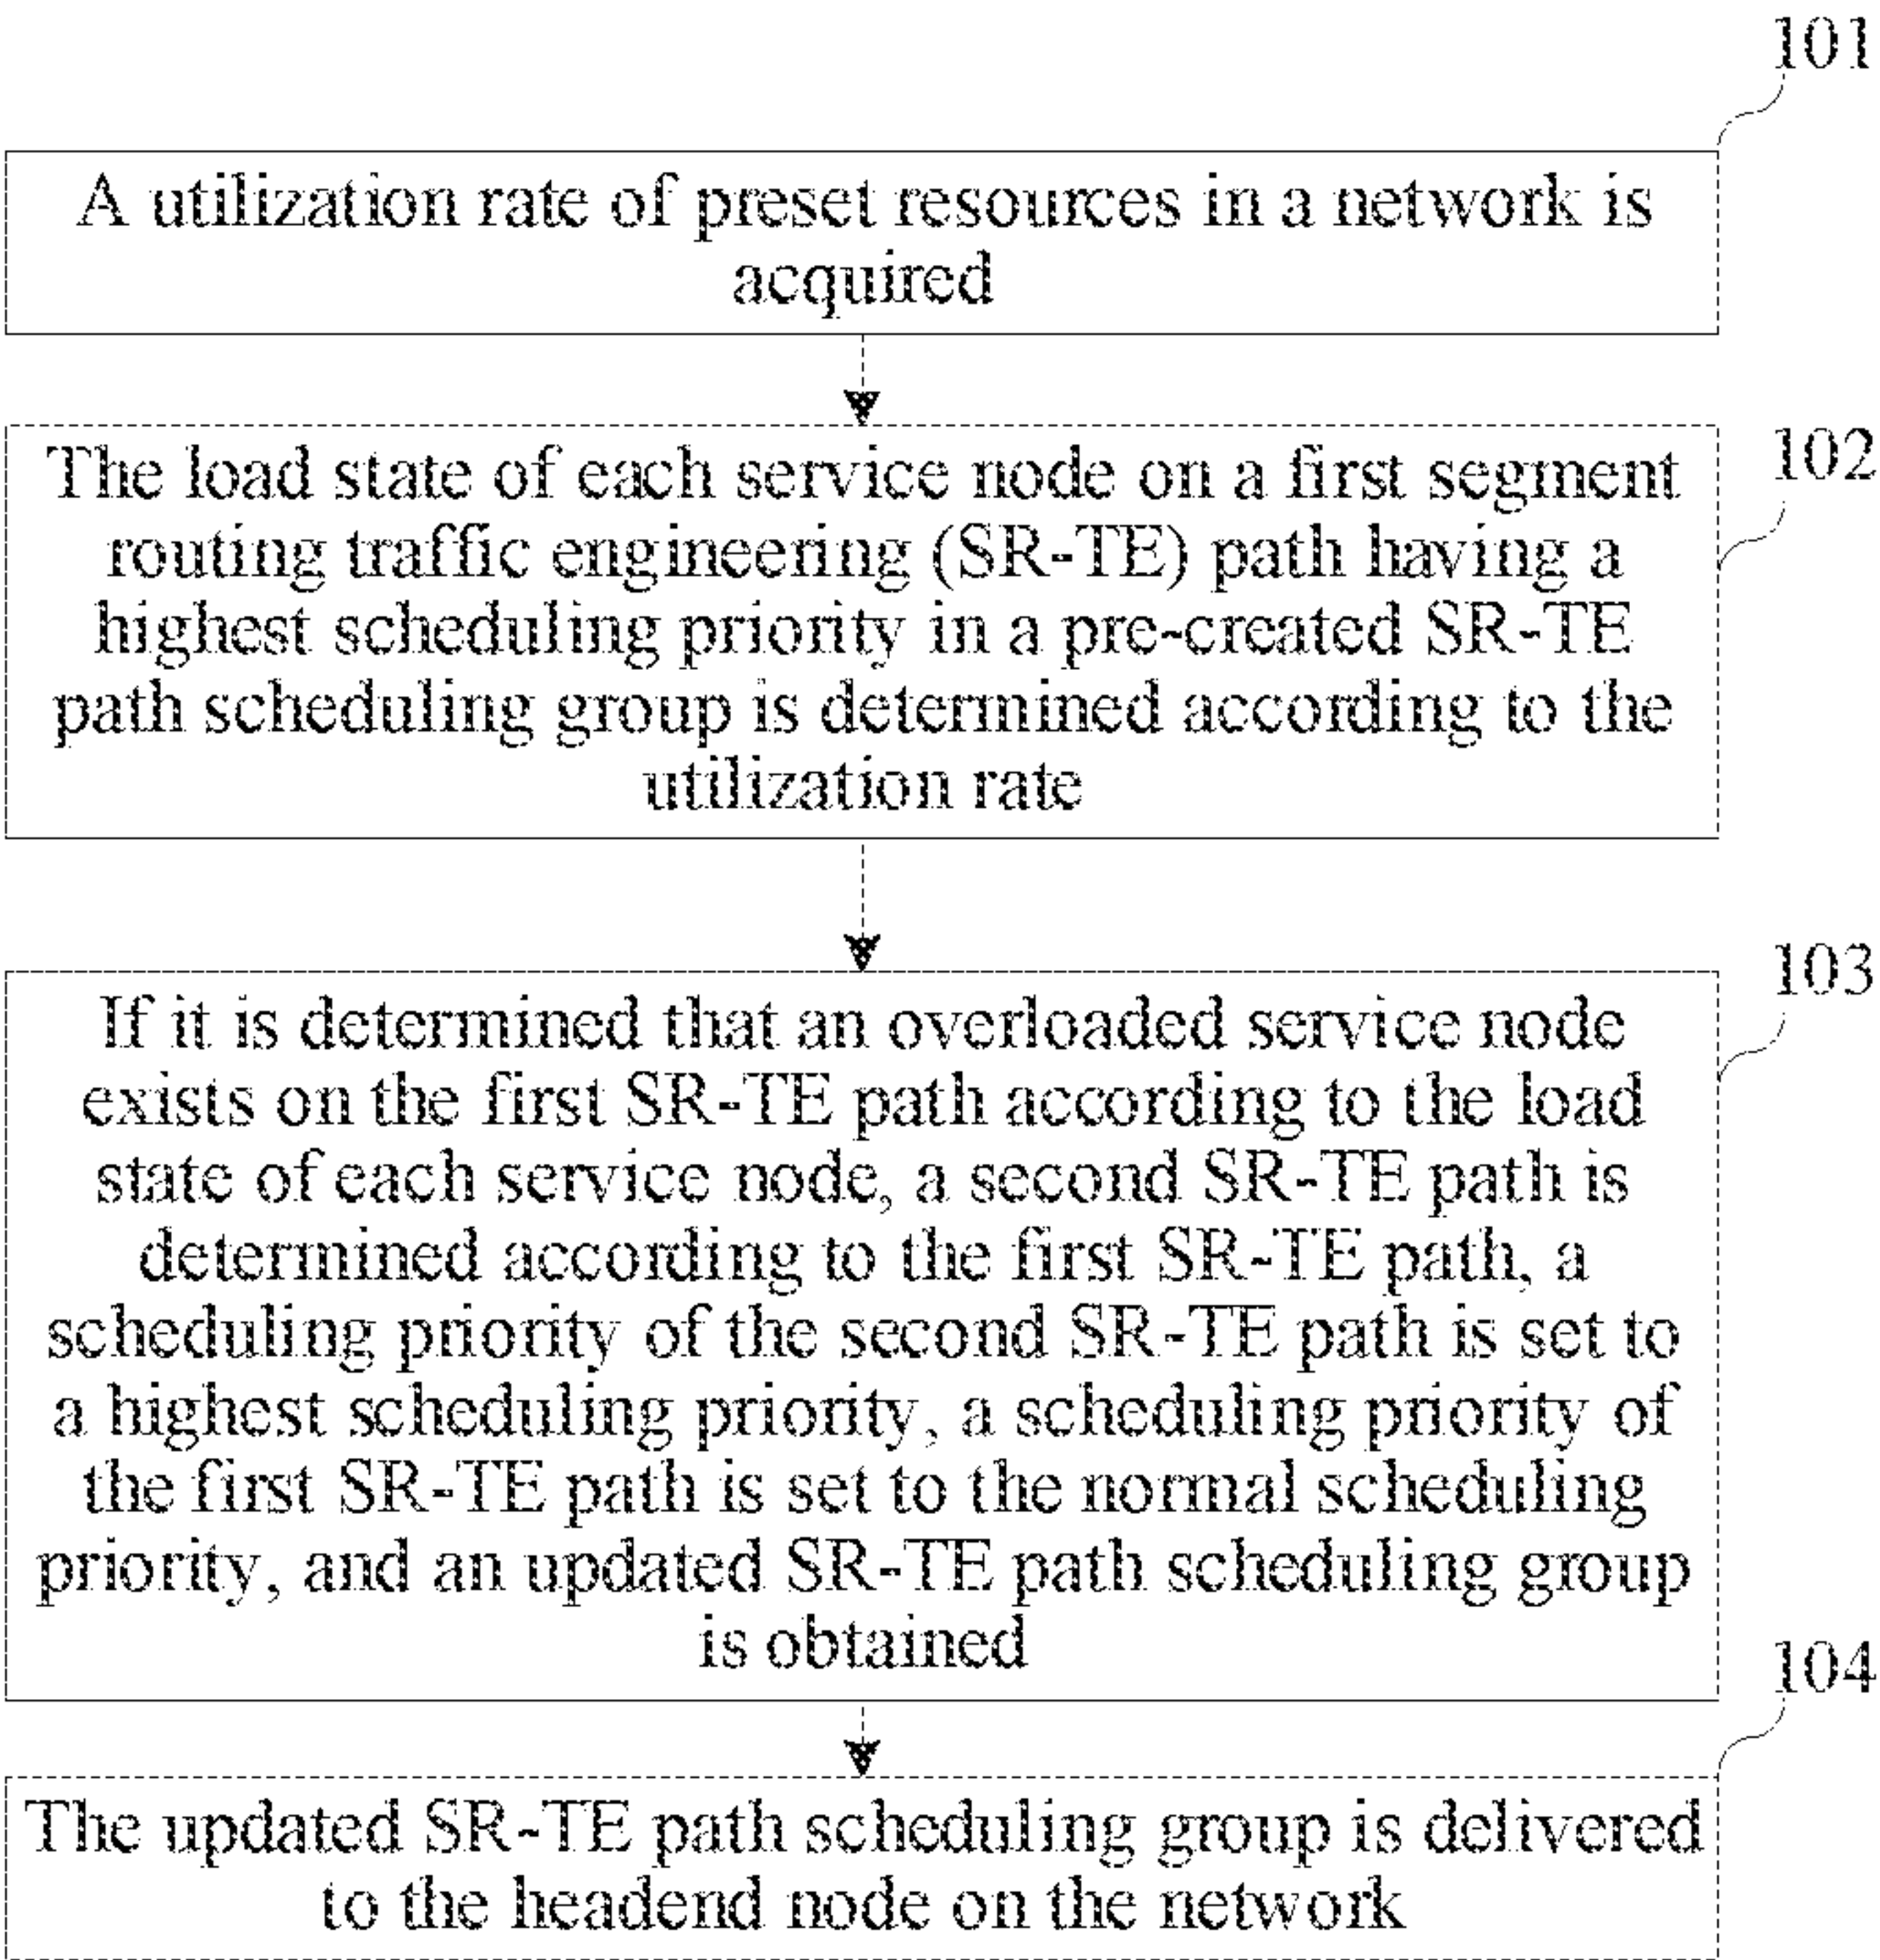 101
A utilization rate of preset resources in a network is
acquired
102
The load state of each service node on a first segment
routing traffic engineering (SR-TE) path having a
highest scheduling priority in a pre-created SR-TE
path scheduling group is determined according to the
utilization rate
103
If it is determined that an overloaded service node
exists on the first SR-TE path according to the load
state of each service node, a second SR-TE path is
determined according to the first SR-TE path, a
scheduling priority of the second SR-TE path is set to
a highest scheduling priority, a scheduling priority of
the first SR-TE path is set to the normal scheduling
priority, and an updated SR-TE path scheduling group
is obtained
104
The updated SR-TE path scheduling group is delivered
to the headend node on the network